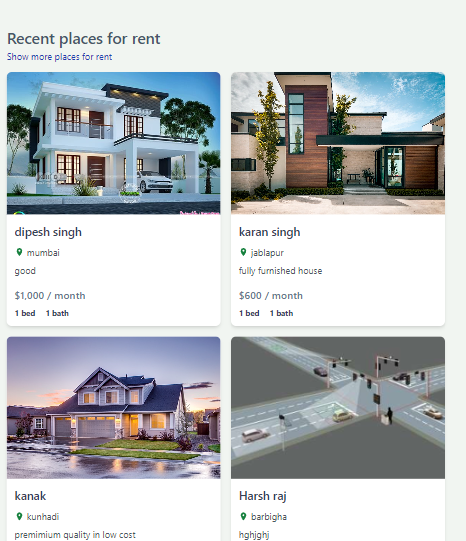 Recent places for rent
Show more places for rent
dipesh singh
mumbai
good
$1,000 / month
1 bed 1 bath
karan singh
jablapur
fully furnished house
$600 / month
1 bed 1 bath
kanak
kunhadi
premimium quality in low cost
Harsh raj
barbigha
hghjghj